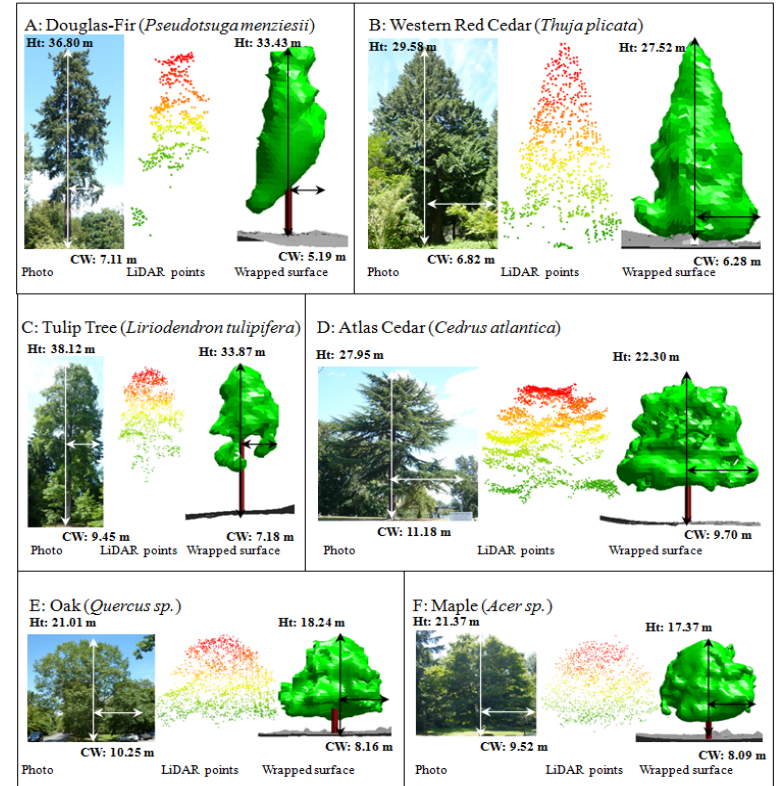 A: Douglas-Fir (Pseudotsuga menziesii)
Ht: 36.80 m
33.43 m
CW: 7.11 m
CW: 5.19 m
Photo
LiDAR points
Wrapped surface
B: Western Red Cedar (Thuja plicata)
Ht: 29.58 m
Ht: 27.52 m
CW: 6.82 m
CW: 6.28 m
Photo
LiDAR points
Wrapped surface
C: Tulip Tree (Liriodendron tulipifera)
Ht: 38.12 m
Ht: 33.87 m
CW: 9.45 m
CW: 7.18 m
Photo
LiDAR points
Wrapped surface
D: Atlas Cedar (Cedrus atlantica)
Ht: 27.95 m
Ht: 22.30 m
CW: 11.18 m
CW: 9.70 m
Photo
LiDAR points
Wrapped surface
E: Oak (Quercus sp.)
Ht: 21.01 m
Ht: 18.24 m
CW: 10.25 m
CW: 8.16 m
Photo
LiDAR points
Wrapped surface
F: Maple (Acer sp.)
Ht: 21.37 m
Ht: 17.37 m
CW: 9.52 m
CW: 8.09 m
Photo
LiDAR points
Wrapped surface